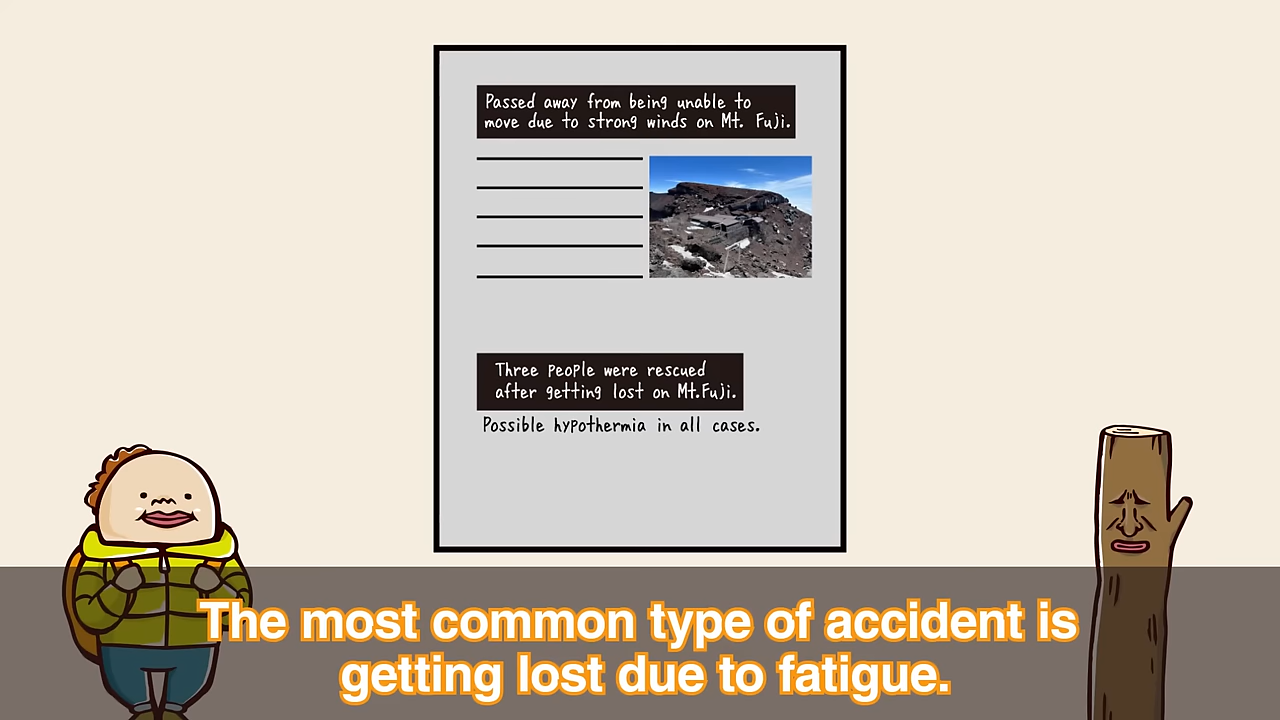 Passed away from being unable to
move due to strong winds on Mt. Fuji.
Three people were rescued
after getting lost on Mt.Fuji.
Possible hypothermia in all cases.
The most common type of accident is
getting lost due to fatigue.